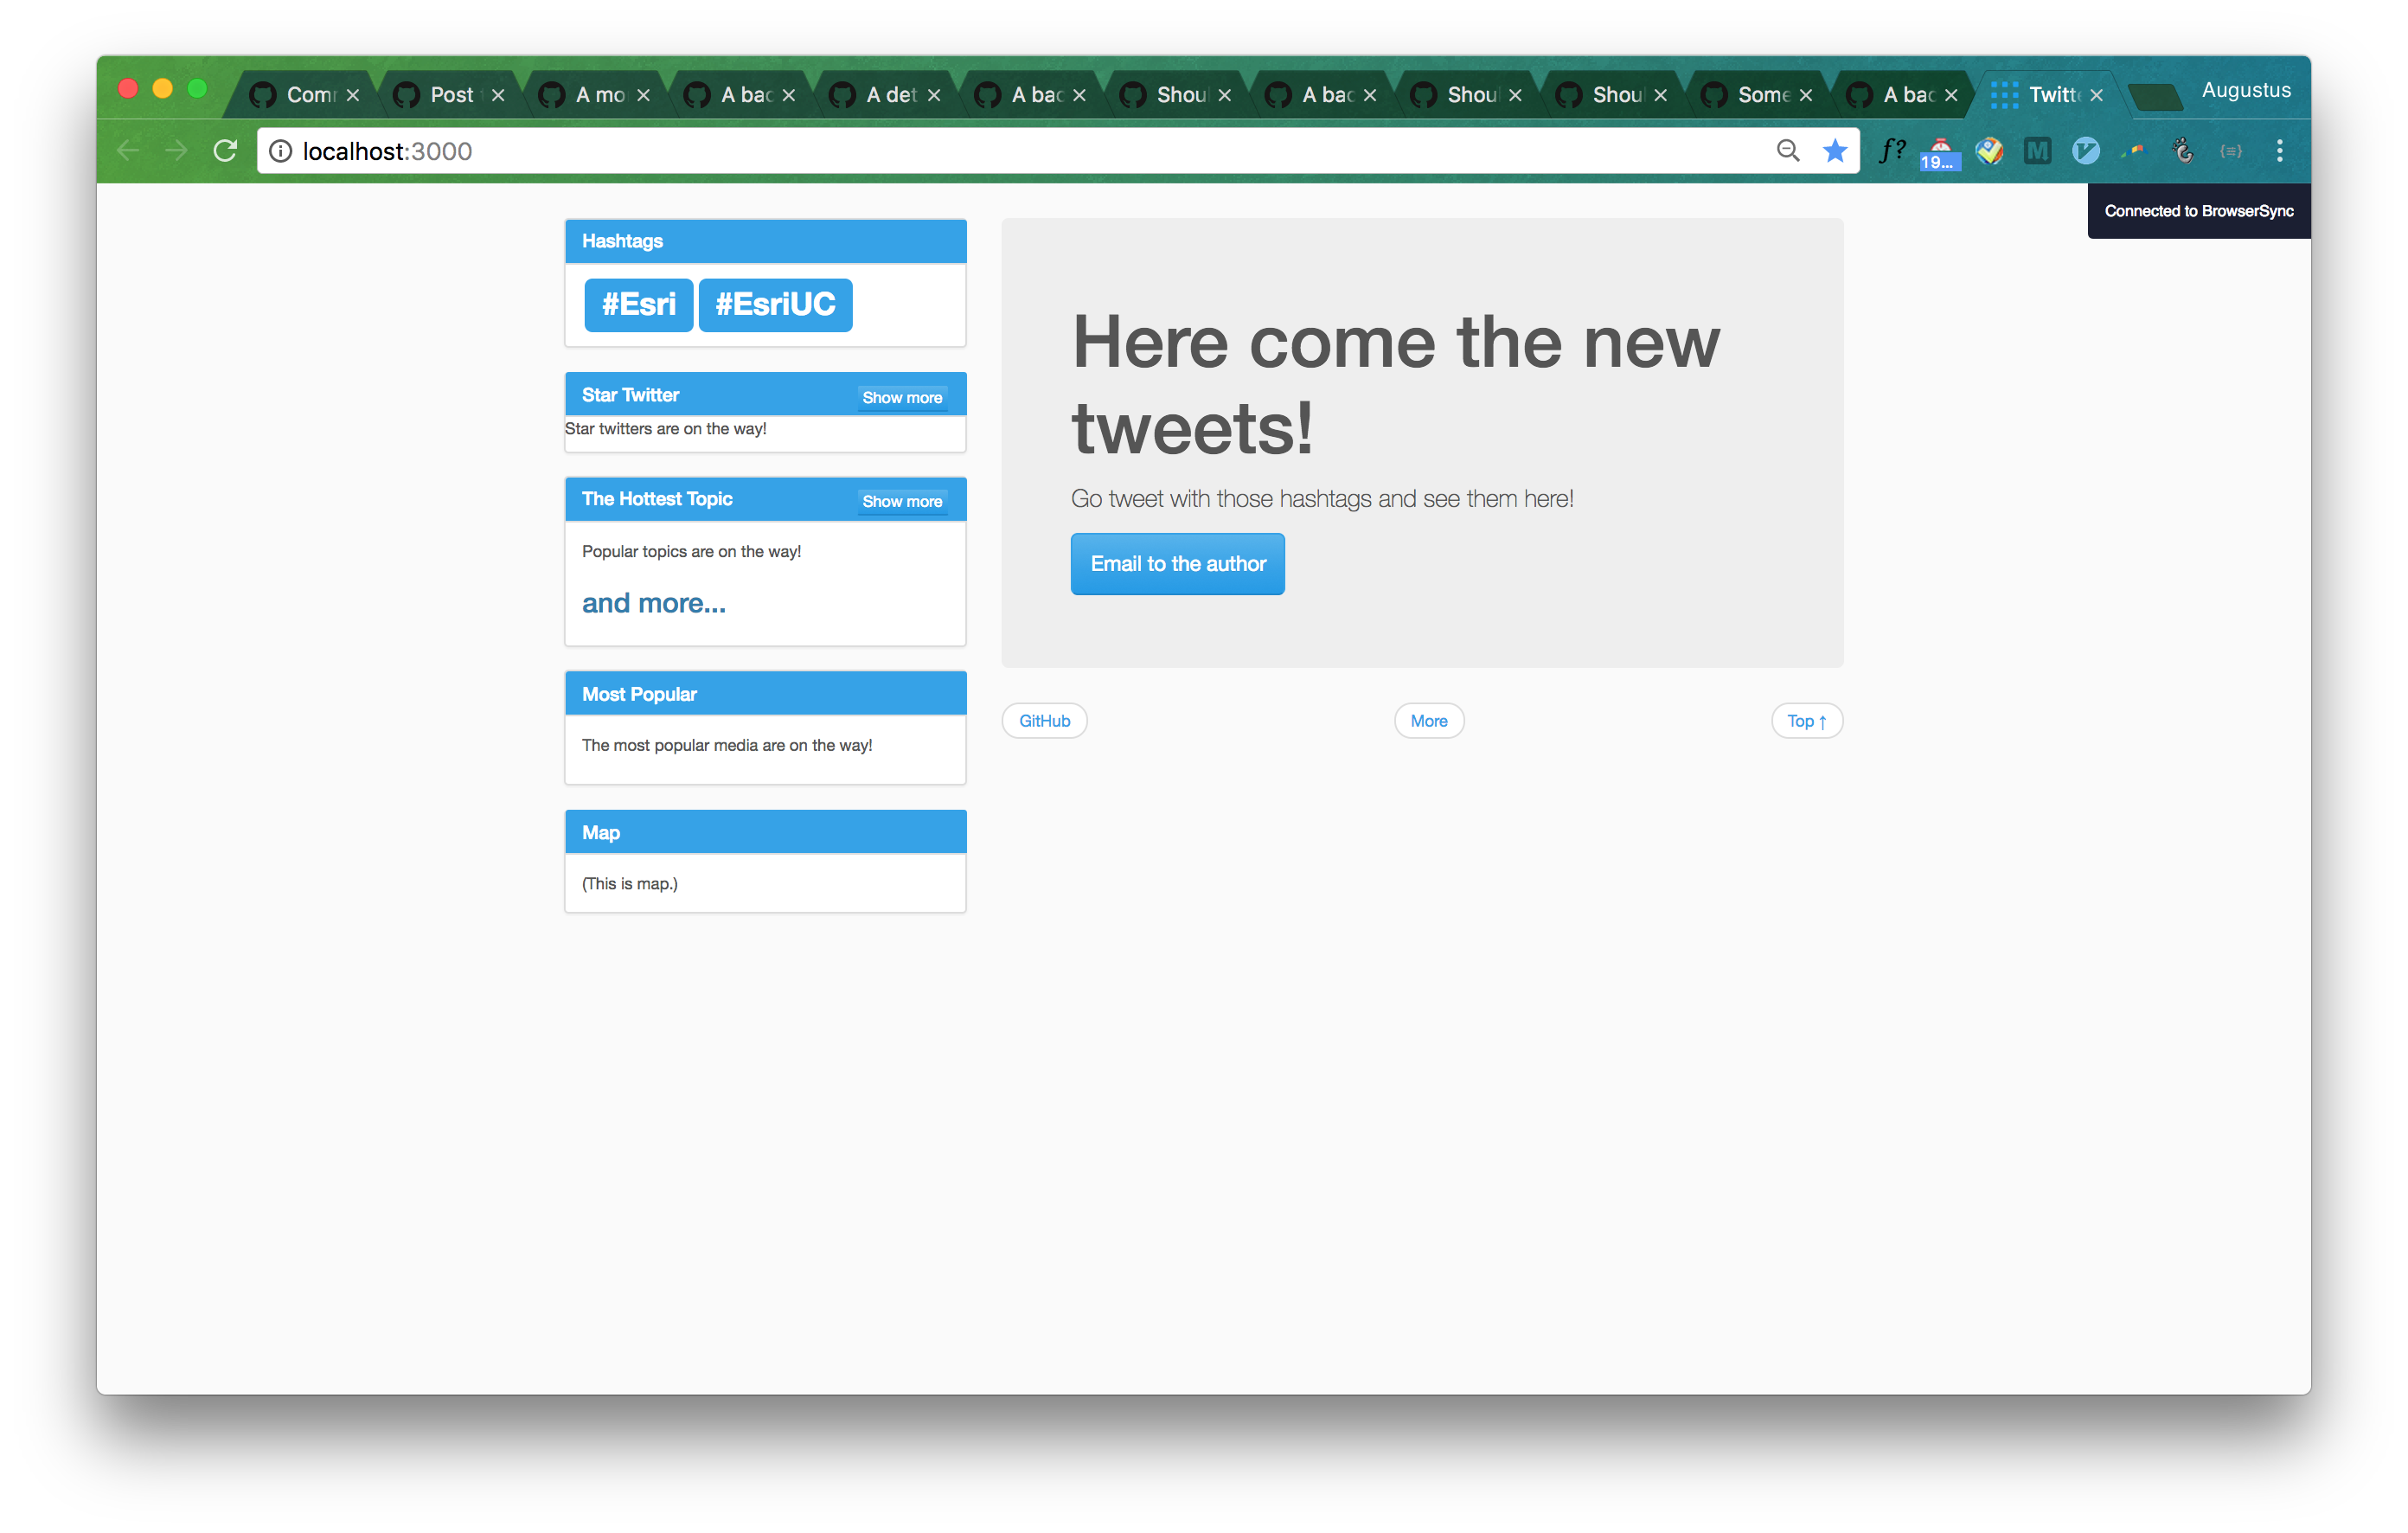 Com
Post
A mo
A bac
A det
A bac
Shoul
A bac
Shoul
Shoul
Some
A bac
Twitt
Augustus
localhost:3000
f?
19...
M
Connected to BrowserSync
Hashtags
#Esri #EsriUC
Star Twitter
Show more
Star twitters are on the way!
The Hottest Topic
Show more
Popular topics are on the way!
and more...
Most Popular
The most popular media are on the way!
Map
(This is map.)
Here come the new
tweets!
Go tweet with those hashtags and see them here!
Email to the author
GitHub
More
Top ↑